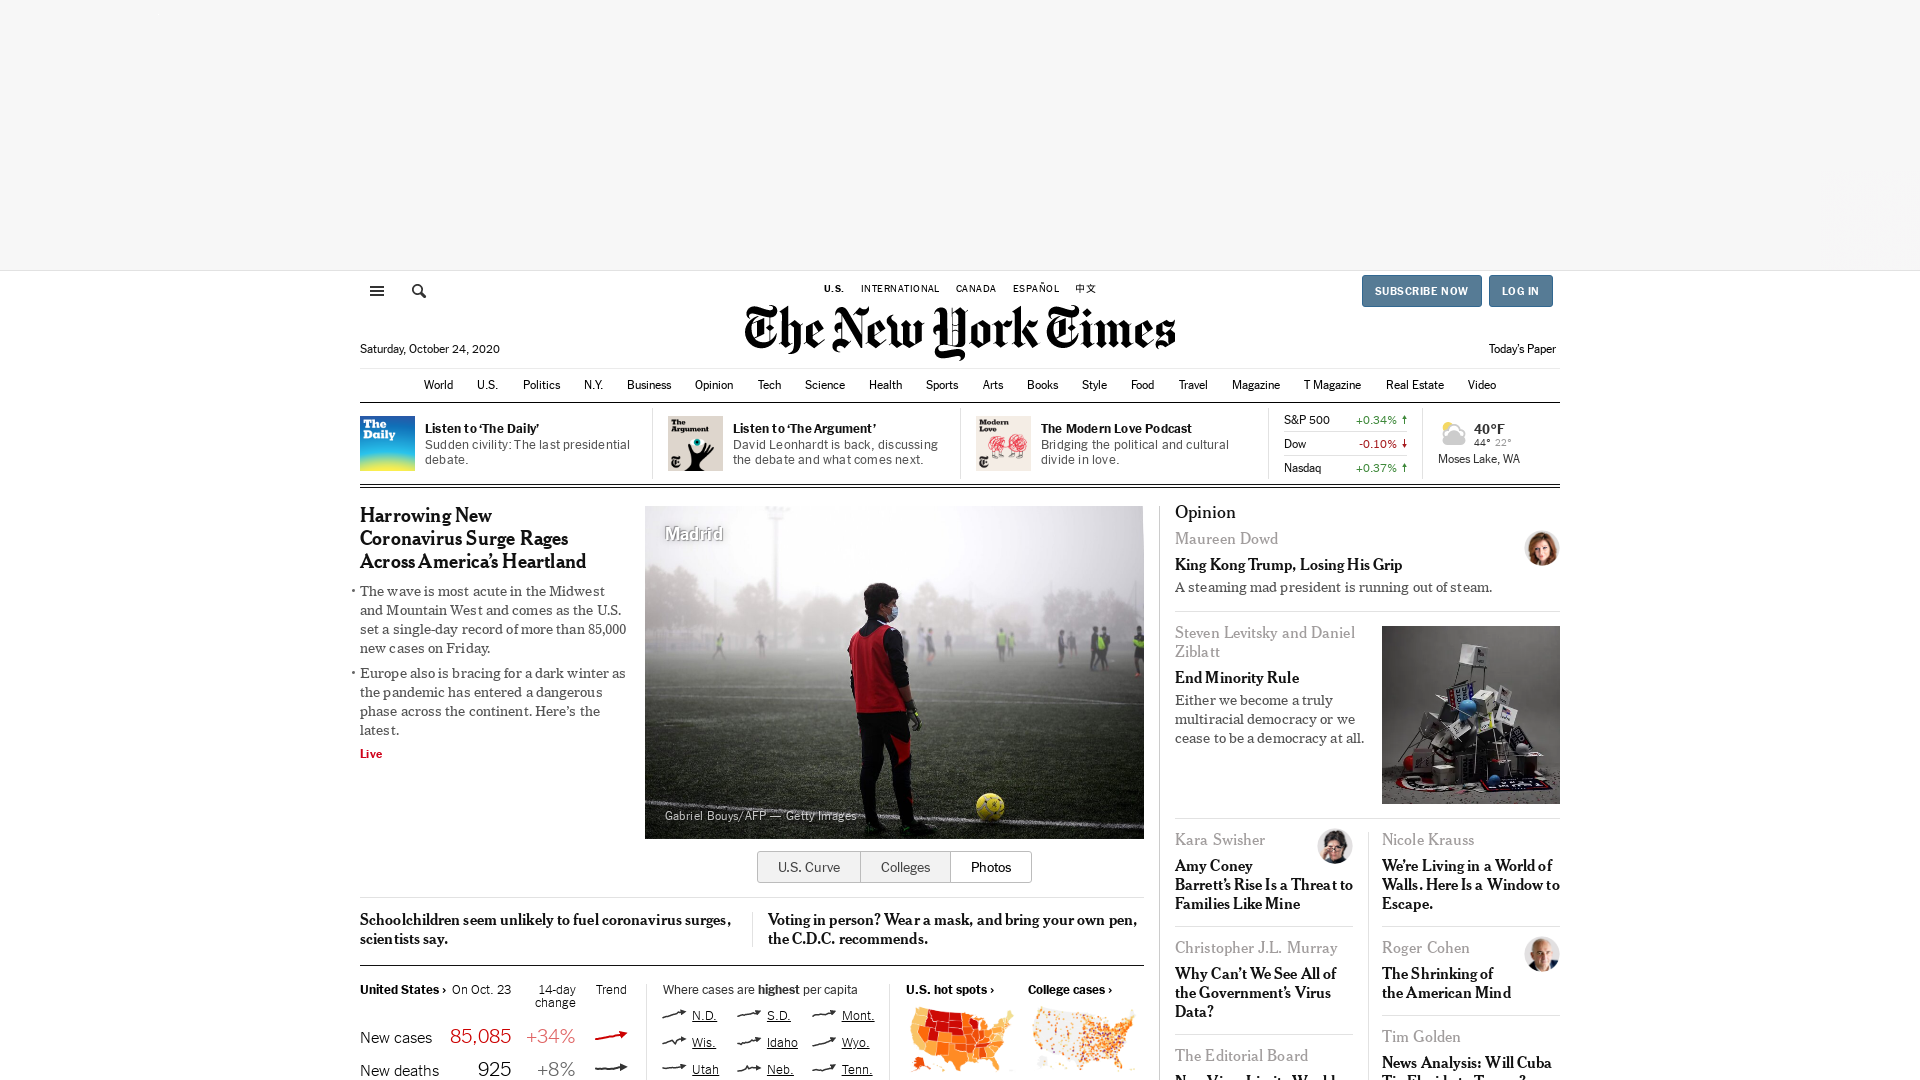 U.S. INTERNATIONAL CANADA ESPAÑOL 中文
SUBSCRIBE NOW LOG IN
The New York Times
Saturday, October 24, 2020
Today's Paper
World U.S. Politics N.Y. Business Opinion Tech Science Health Sports Arts Books Style Food Travel Magazine T Magazine Real Estate Video
The Daily
Listen to ‘The Daily’
Sudden civility: The last presidential
debate.
The Argument
Listen to ‘The Argument’
David Leonhardt is back, discussing
the debate and what comes next.
Modern Love
The Modern Love Podcast
Bridging the political and cultural
divide in love.
S&P 500 +0.34%
Dow -0.10%
Nasdaq +0.37%
40°F
44° 22°
Moses Lake, WA
Harrowing New
Coronavirus Surge Rages
Across America’s Heartland
• The wave is most acute in the Midwest
and Mountain West and comes as the U.S.
set a single-day record of more than 85,000
new cases on Friday.
• Europe also is bracing for a dark winter as
the pandemic has entered a dangerous
phase across the continent. Here’s the
latest.
Live
Madrid
Gabriel Bouys/AFP — Getty Images
U.S. Curve Colleges Photos
Schoolchildren seem unlikely to fuel coronavirus surges,
scientists say.
Voting in person? Wear a mask, and bring your own pen,
the C.D.C. recommends.
United States › On Oct. 23 14-day
change Trend
New cases 85,085 +34%
New deaths 925 +8%
Where cases are highest per capita
N.D. S.D. Mont.
Wis. Idaho Wyo.
Utah Neb. Tenn.
U.S. hot spots › College cases ›
Opinion
Maureen Dowd
King Kong Trump, Losing His Grip
A steaming mad president is running out of steam.
Steven Levitsky and Daniel
Ziblatt
End Minority Rule
Either we become a truly
multiracial democracy or we
cease to be a democracy at all.
Kara Swisher
Amy Coney
Barrett’s Rise Is a Threat to
Families Like Mine
Nicole Krauss
We’re Living in a World of
Walls. Here Is a Window to
Escape.
Christopher J.L. Murray
Why Can’t We See All of
the Government’s Virus
Data?
Roger Cohen
The Shrinking of
the American Mind
The Editorial Board
Tim Golden
News Analysis: Will Cuba